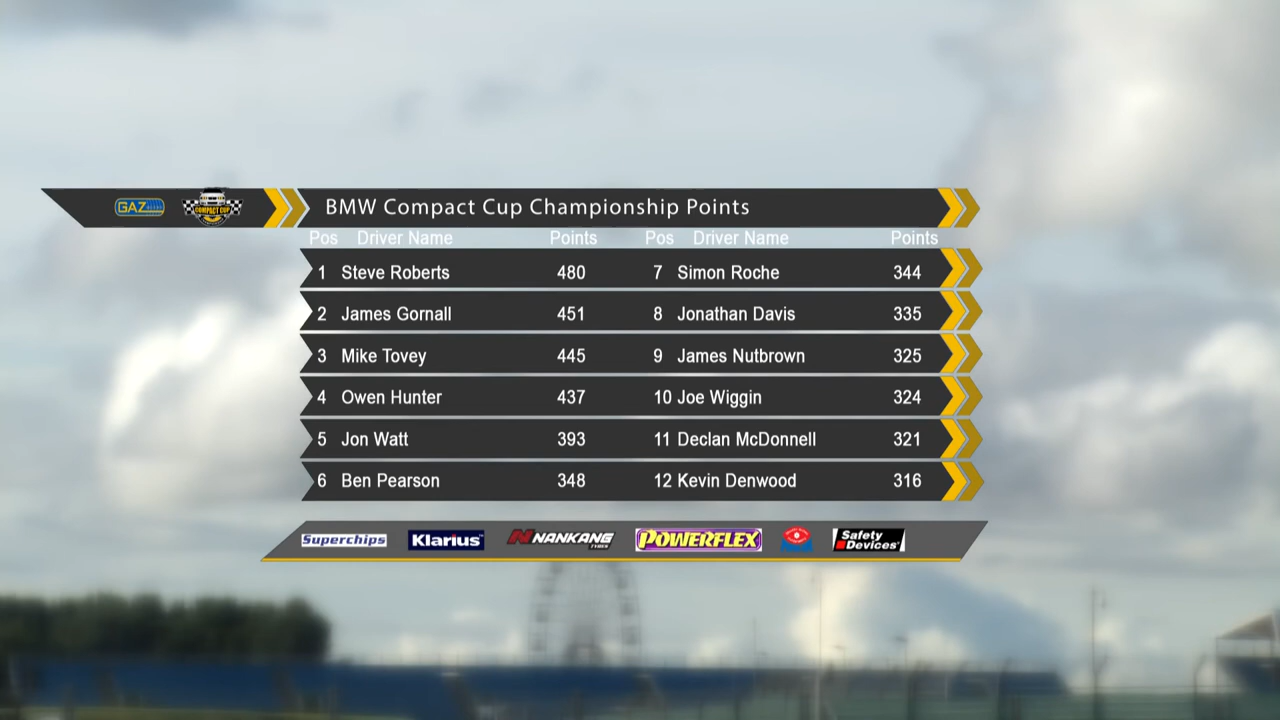 GAZ COMPACT CUP BMW Compact Cup Championship Points
Pos Driver Name Points Pos Driver Name Points
1 Steve Roberts 480 7 Simon Roche 344
2 James Gornall 451 8 Jonathan Davis 335
3 Mike Tovey 445 9 James Nutbrown 325
4 Owen Hunter 437 10 Joe Wiggin 324
5 Jon Watt 393 11 Declan McDonnell 321
6 Ben Pearson 348 12 Kevin Denwood 316
Superchips Klarius NANKANG TYRES POWERFLEX Safety Devices